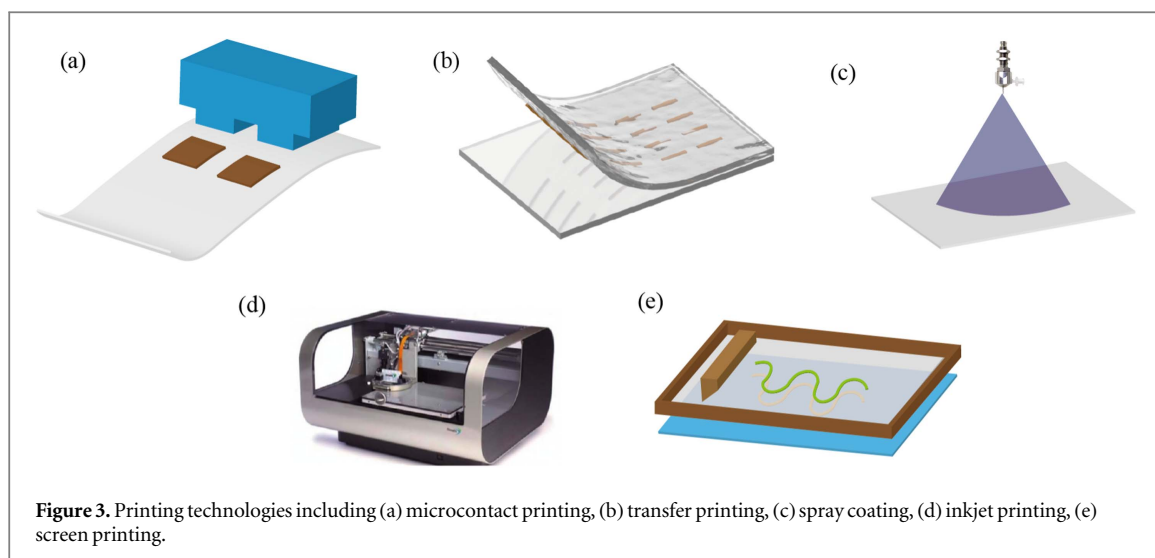 (a)
(b)
(c)
(d)
(e)
Figure 3. Printing technologies including (a) microcontact printing, (b) transfer printing, (c) spray coating, (d) inkjet printing, (e)
screen printing.